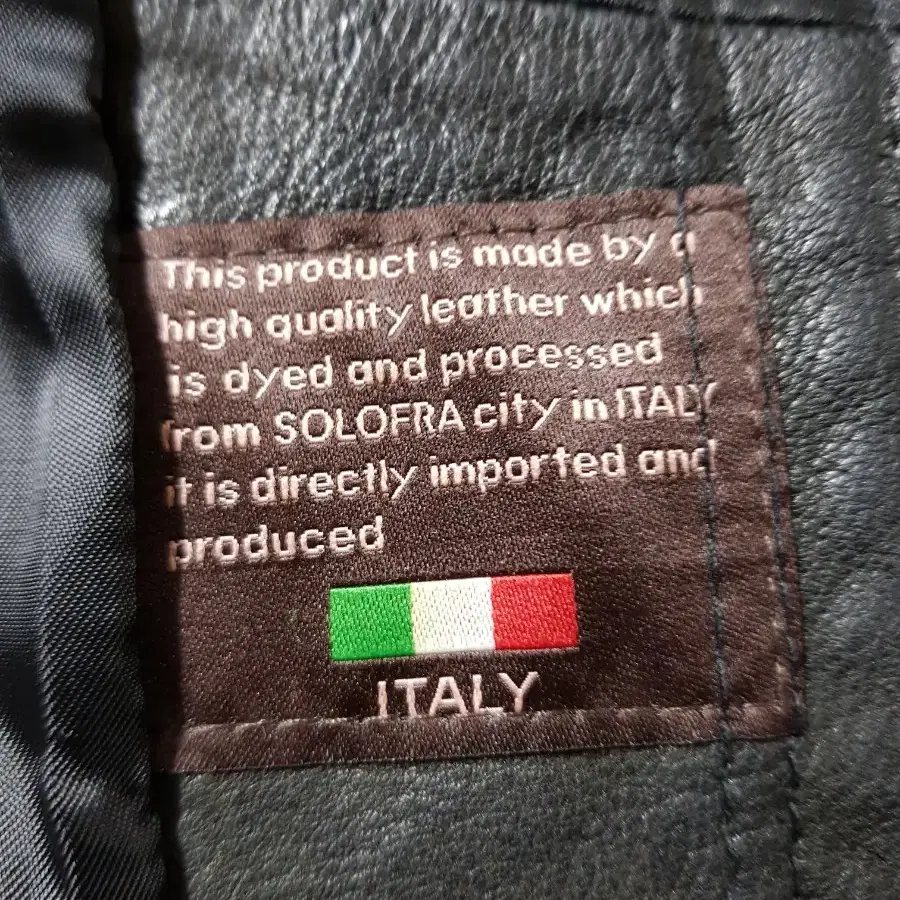 This product is made by a
high quality leather which
is dyed and processed
from SOLOFRA city in ITALY
it is directly imported and
produced
ITALY